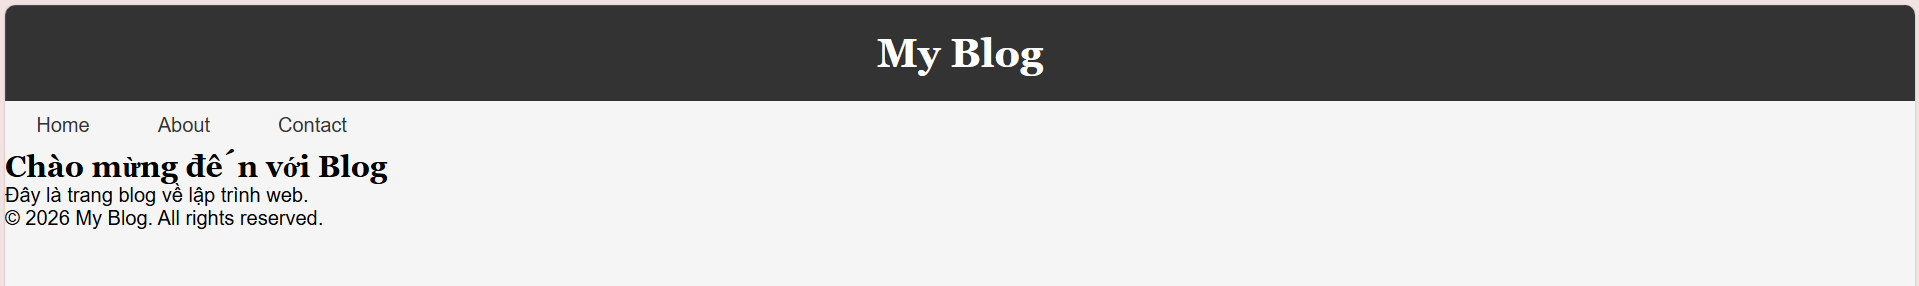 My Blog
Home About Contact
Chào mừng đến với Blog
Đây là trang blog về lập trình web.
© 2026 My Blog. All rights reserved.